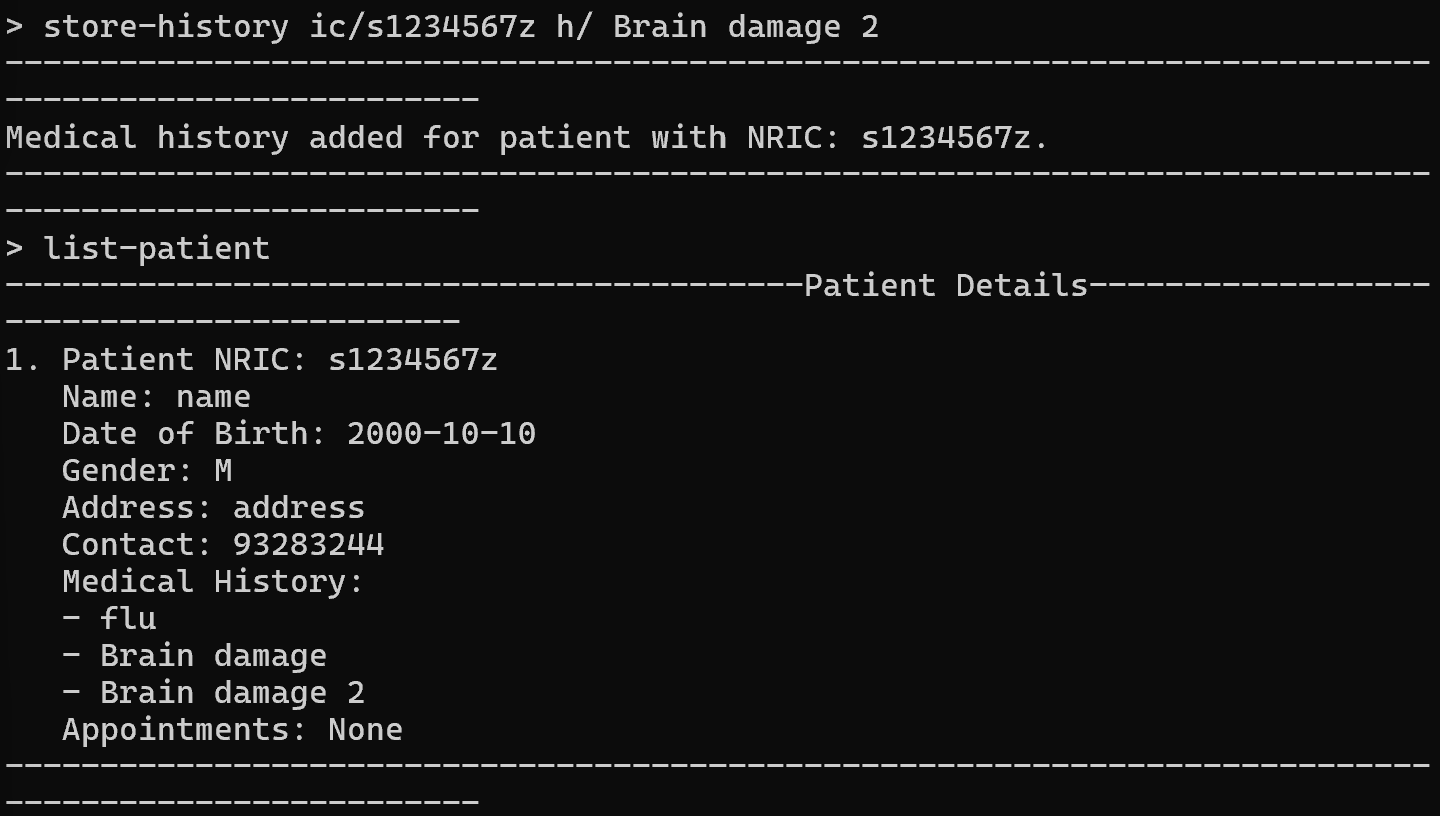 > store-history ic/s1234567z h/ Brain damage 2
---------------------------------------------------------------------------
-------------------------
Medical history added for patient with NRIC: s1234567z.
---------------------------------------------------------------------------
-------------------------
> list-patient
------------------------------------------Patient Details------------------
------------------------
1. Patient NRIC: s1234567z
   Name: name
   Date of Birth: 2000-10-10
   Gender: M
   Address: address
   Contact: 93283244
   Medical History:
   - flu
   - Brain damage
   - Brain damage 2
   Appointments: None
---------------------------------------------------------------------------
-------------------------